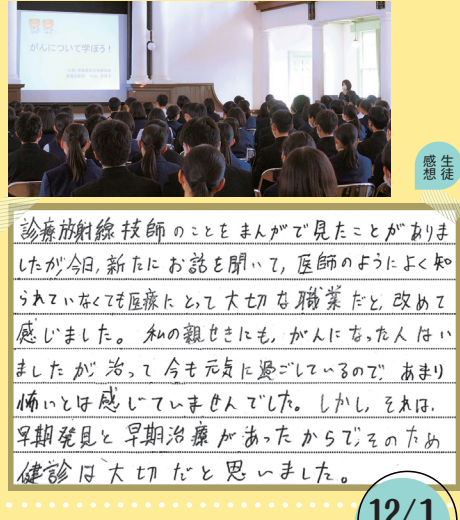 がんについて学ぼう！
生徒
感想
診療放射線技師のことをまんがで見たことがありま
したが今日、新たにお話を聞いて、医師のようによく知
られていなくても医療にとって大切な職業だと、改めて
感じました。私の親せきにも、がんになった人はい
ましたが治って今も元気に過ごしているので、あまり
怖いとは感じていませんでした。しかし、それは、
早期発見と早期治療があったからで、そのため
健診は大切だと思いました。
12/1